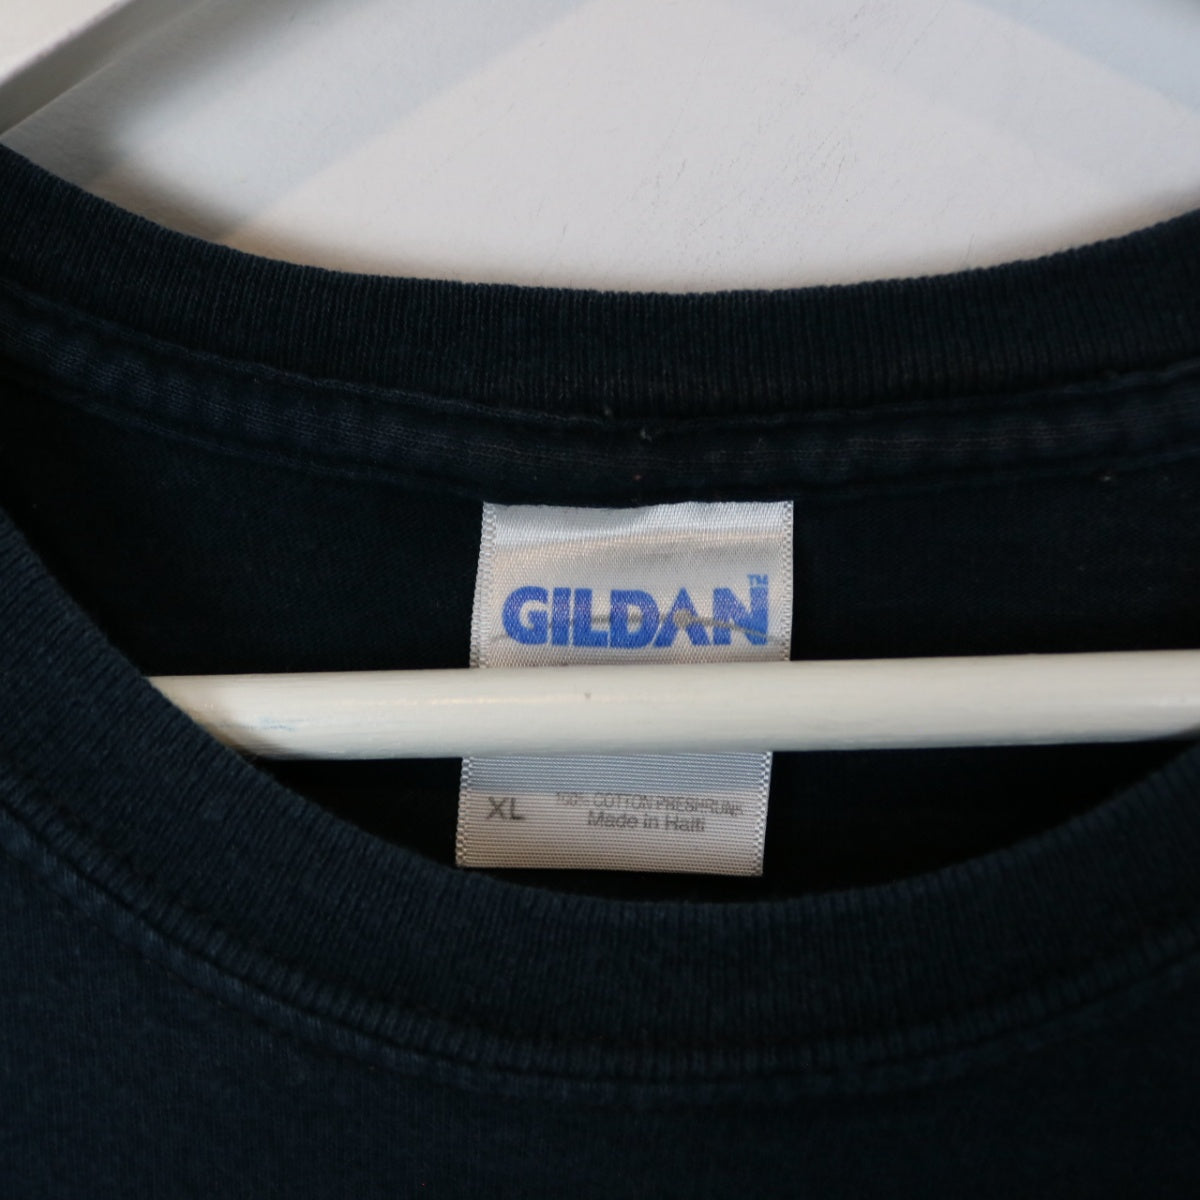 GILDAN™
XL
100% COTTON PRESHRUNK
Made in Haiti